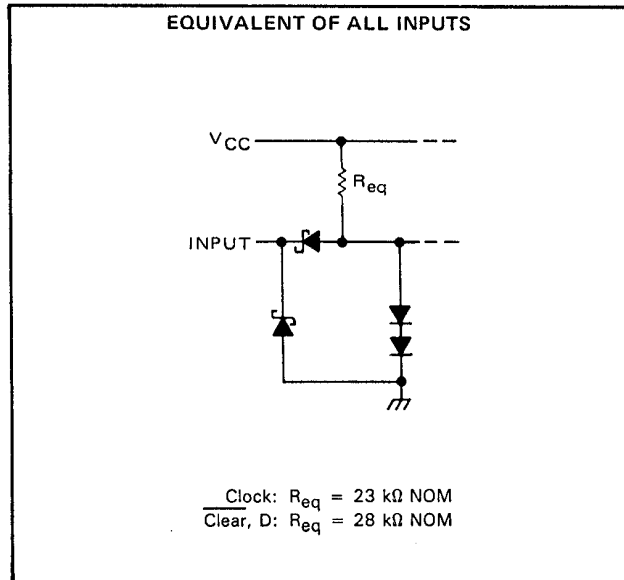 EQUIVALENT OF ALL INPUTS
VCC
Req
INPUT
Clock: Req = 23 kΩ NOM
Clear, D: Req = 28 kΩ NOM